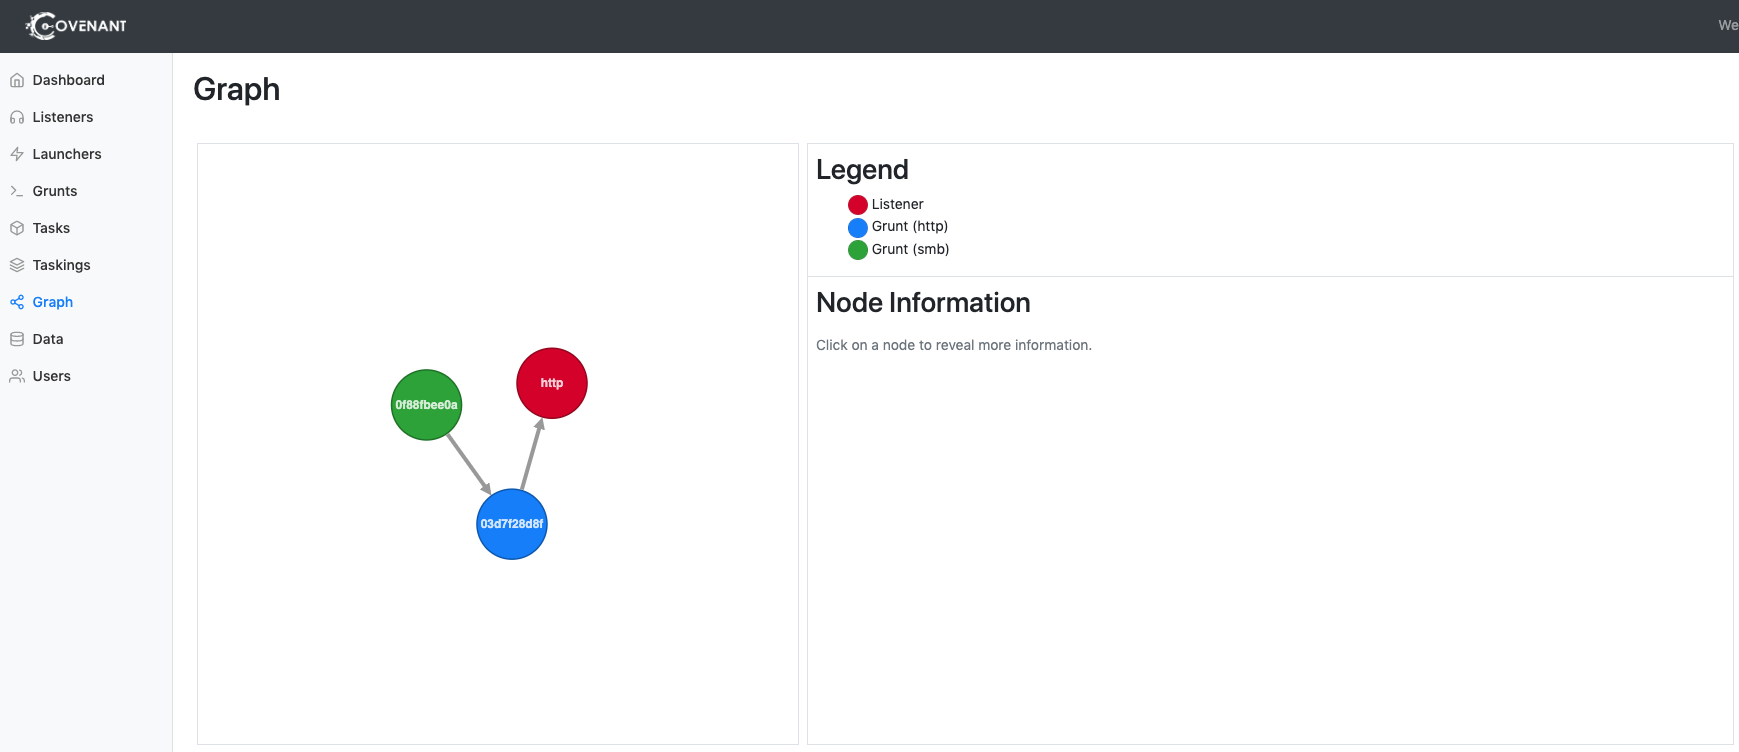 COVENANT
We
Dashboard
Listeners
Launchers
Grunts
Tasks
Taskings
Graph
Data
Users
Graph
0f88fbee0a
http
03d7f28d8f
Legend
Listener
Grunt (http)
Grunt (smb)
Node Information
Click on a node to reveal more information.